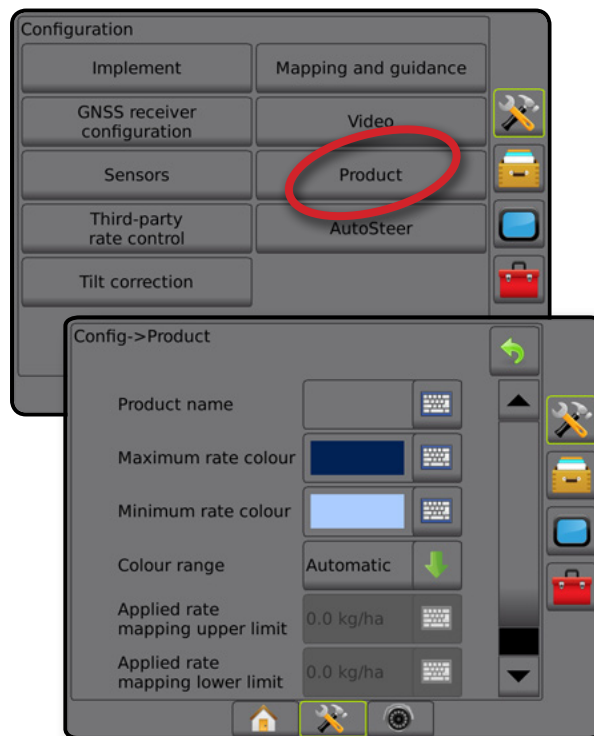 Configuration
Implement
Mapping and guidance
GNSS receiver
configuration
Video
Sensors
Product
Third-party
rate control
AutoSteer
Tilt correction
Config->Product
Product name
Maximum rate colour
Minimum rate colour
Colour range
Automatic
Applied rate
mapping upper limit
0.0 kg/ha
Applied rate
mapping lower limit
0.0 kg/ha